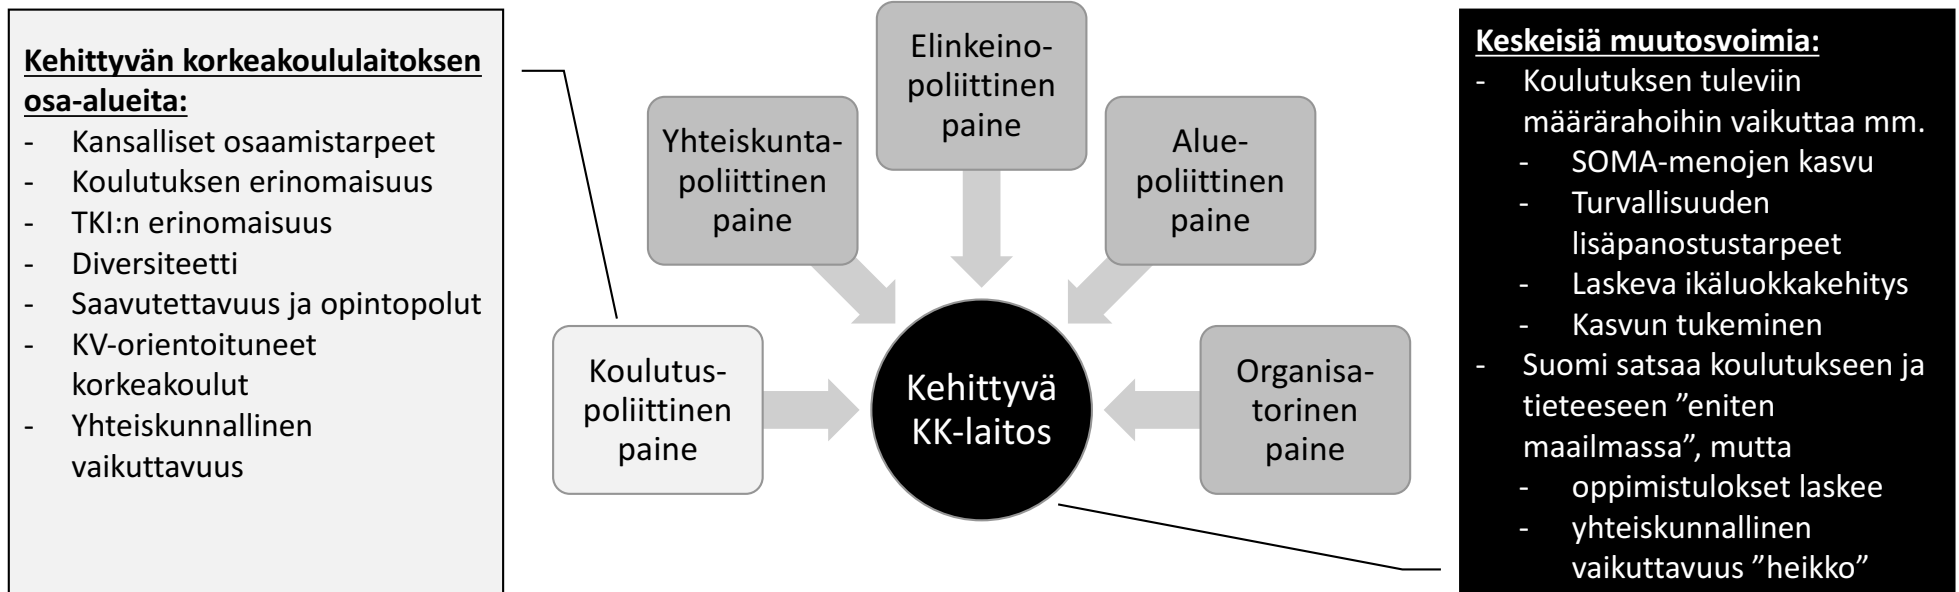 Kehittyvän korkeakoululaitoksen
osa-alueita:
- Kansalliset osaamistarpeet
- Koulutuksen erinomaisuus
- TKI:n erinomaisuus
- Diversiteetti
- Saavutettavuus ja opintopolut
- KV-orientoituneet
korkeakoulut
- Yhteiskunnallinen
vaikuttavuus
Koulutus-
poliittinen
paine
Yhteiskunta-
poliittinen
paine
Elinkeino-
poliittinen
paine
Alue-
poliittinen
paine
Organisa-
torinen
paine
Kehittyvä
KK-laitos
Keskeisiä muutosvoimia:
- Koulutuksen tuleviin
määrärahoihin vaikuttaa mm.
- SOMA-menojen kasvu
- Turvallisuuden
lisäpanostustarpeet
- Laskeva ikäluokkakehitys
- Kasvun tukeminen
- Suomi satsaa koulutukseen ja
tieteeseen ”eniten
maailmassa”, mutta
- oppimistulokset laskee
- yhteiskunnallinen
vaikuttavuus ”heikko”